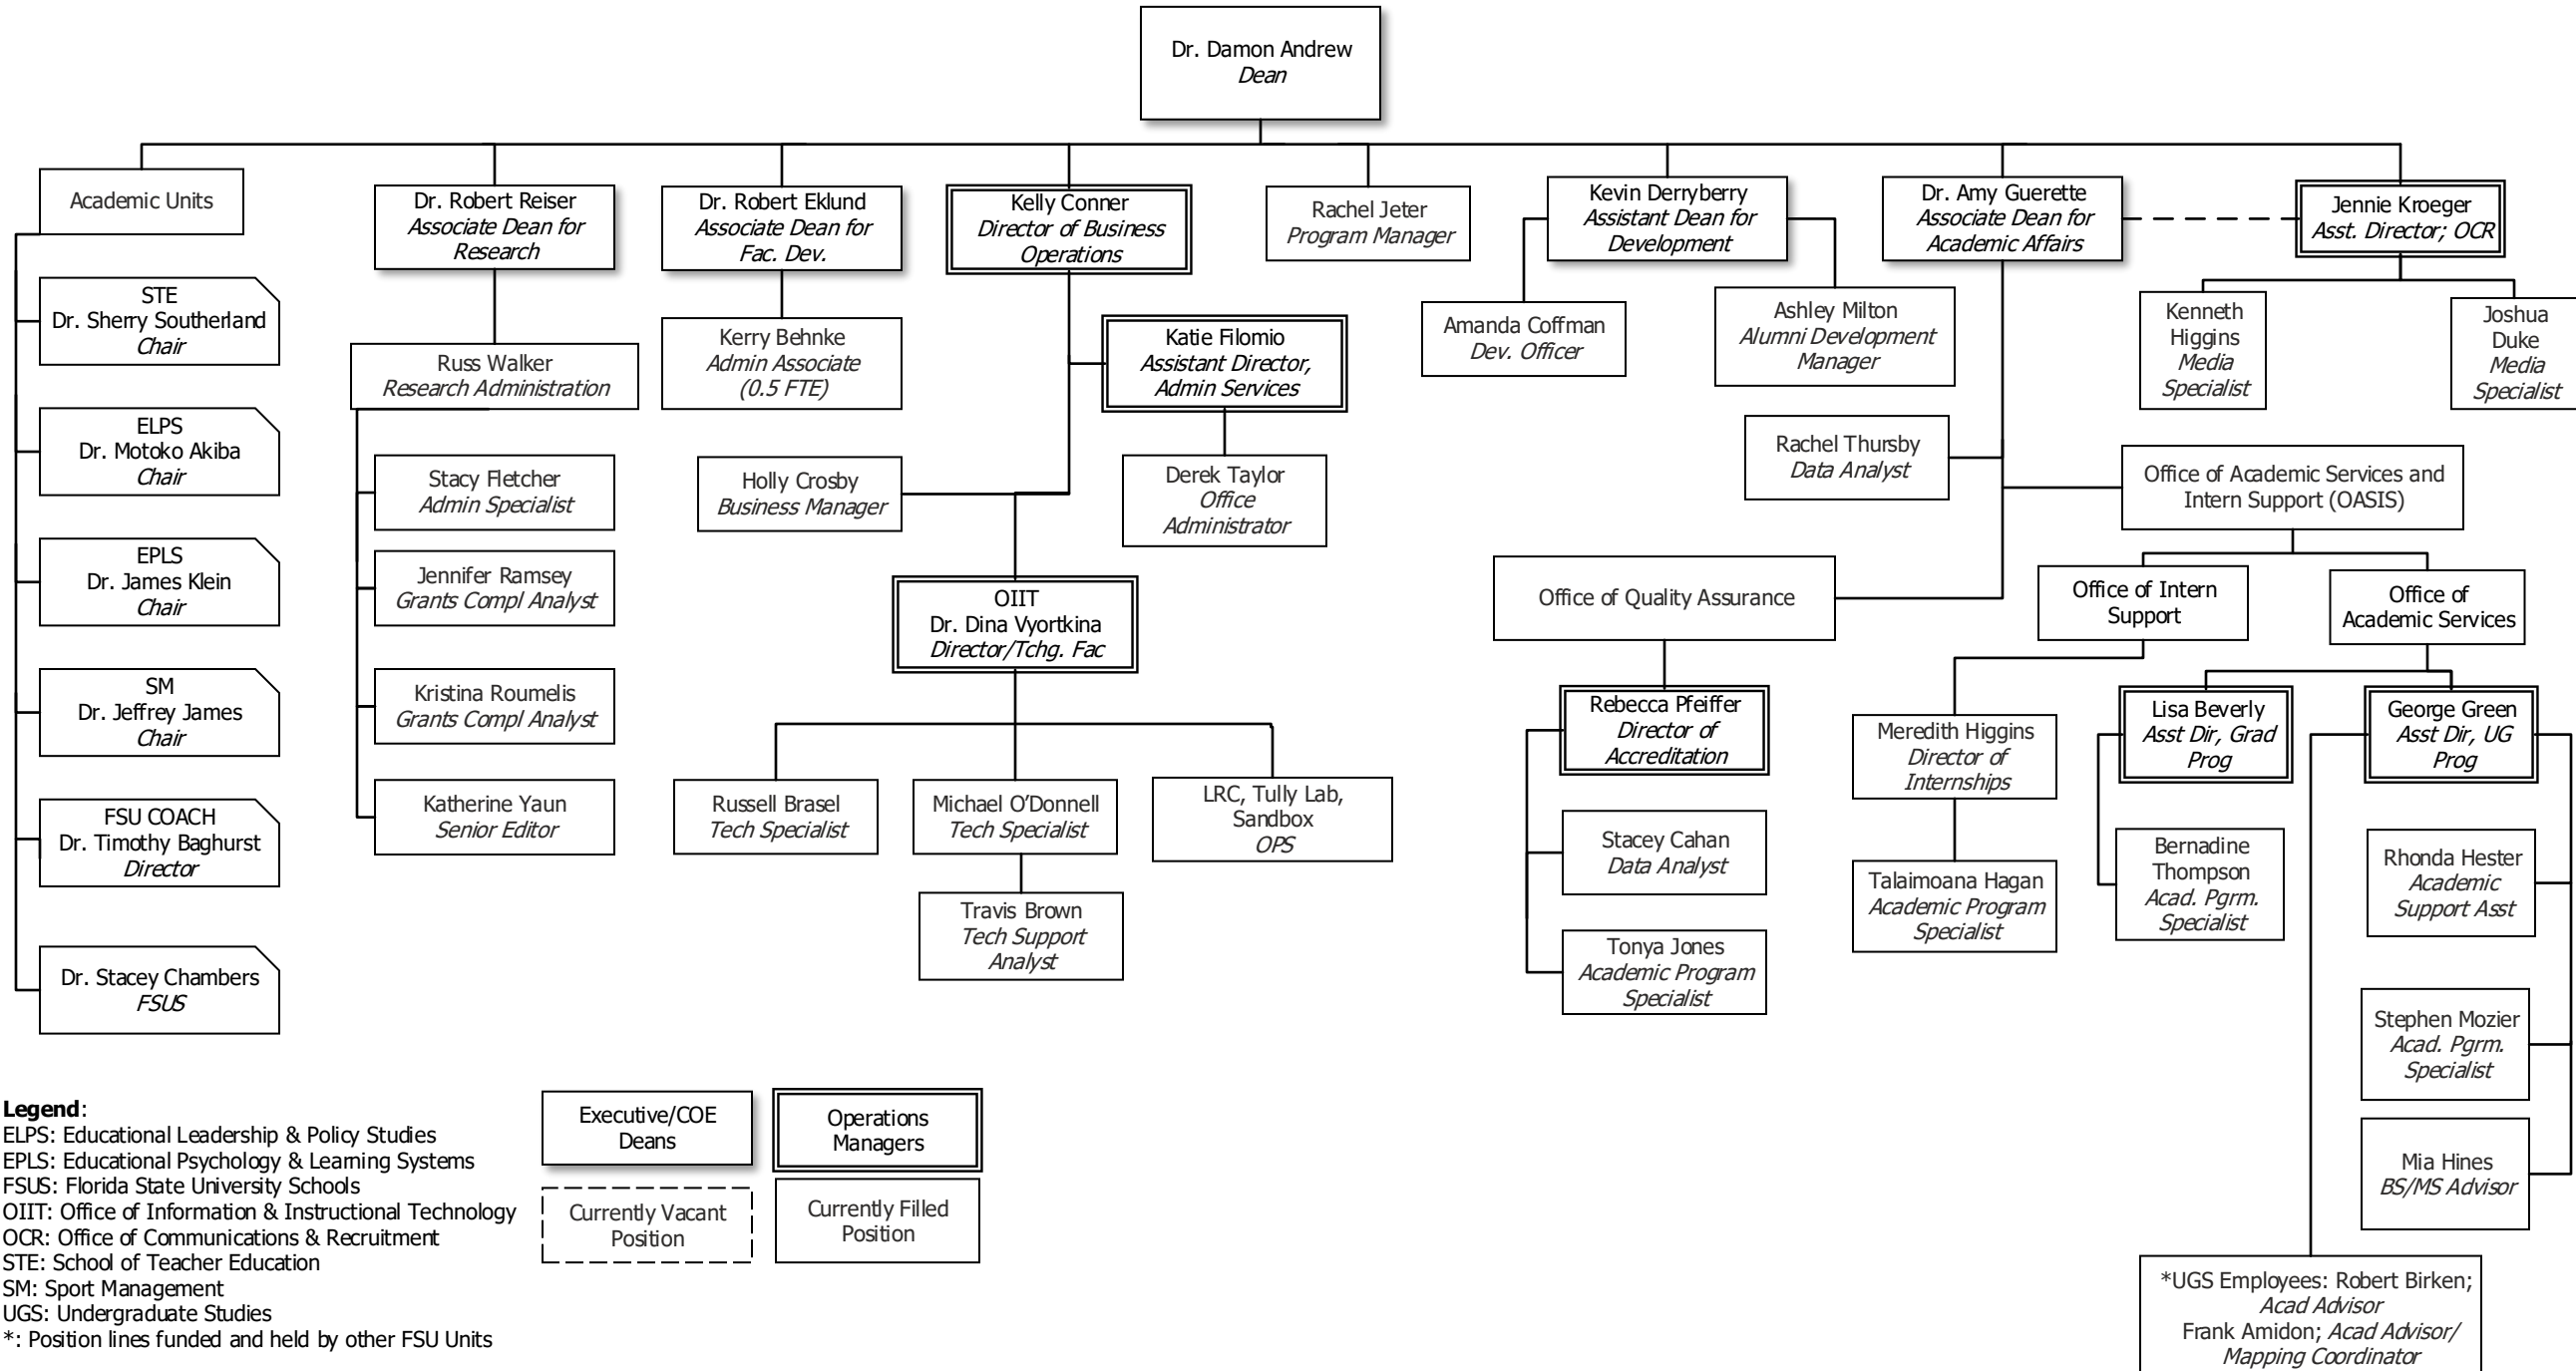 Dr. Damon Andrew
Dean
Academic Units
STE
Dr. Sherry Southerland
Chair
ELPS
Dr. Motoko Akiba
Chair
EPLS
Dr. James Klein
Chair
SM
Dr. Jeffrey James
Chair
FSU COACH
Dr. Timothy Baghurst
Director
Dr. Stacey Chambers
FSUS
Dr. Robert Reiser
Associate Dean for
Research
Russ Walker
Research Administration
Stacy Fletcher
Admin Specialist
Jennifer Ramsey
Grants Compl Analyst
Kristina Roumelis
Grants Compl Analyst
Katherine Yaun
Senior Editor
Dr. Robert Eklund
Associate Dean for
Fac. Dev.
Kerry Behnke
Admin Associate
(0.5 FTE)
Kelly Conner
Director of Business
Operations
Katie Filomio
Assistant Director,
Admin Services
Derek Taylor
Office
Administrator
Holly Crosby
Business Manager
OIIT
Dr. Dina Vyortkina
Director/Tchg. Fac
Russell Brasel
Tech Specialist
Michael O’Donnell
Tech Specialist
Travis Brown
Tech Support
Analyst
LRC, Tully Lab,
Sandbox
OPS
Rachel Jeter
Program Manager
Kevin Derryberry
Assistant Dean for
Development
Amanda Coffman
Dev. Officer
Ashley Milton
Alumni Development
Manager
Dr. Amy Guerette
Associate Dean for
Academic Affairs
Rachel Thursby
Data Analyst
Office of Academic Services and
Intern Support (OASIS)
Office of Quality Assurance
Rebecca Pfeiffer
Director of
Accreditation
Stacey Cahan
Data Analyst
Tonya Jones
Academic Program
Specialist
Office of Intern
Support
Meredith Higgins
Director of
Internships
Talaimoana Hagan
Academic Program
Specialist
Office of
Academic Services
Lisa Beverly
Asst Dir, Grad
Prog
Bernadine
Thompson
Acad. Pgrm.
Specialist
George Green
Asst Dir, UG
Prog
Rhonda Hester
Academic
Support Asst
Stephen Mozier
Acad. Pgrm.
Specialist
Mia Hines
BS/MS Advisor
*UGS Employees: Robert Birken;
Acad Advisor
Frank Amidon; Acad Advisor/
Mapping Coordinator
Jennie Kroeger
Asst. Director; OCR
Kenneth
Higgins
Media
Specialist
Joshua
Duke
Media
Specialist
Legend:
ELPS: Educational Leadership & Policy Studies
EPLS: Educational Psychology & Learning Systems
FSUS: Florida State University Schools
OIIT: Office of Information & Instructional Technology
OCR: Office of Communications & Recruitment
STE: School of Teacher Education
SM: Sport Management
UGS: Undergraduate Studies
*: Position lines funded and held by other FSU Units
Executive/COE
Deans
Operations
Managers
Currently Vacant
Position
Currently Filled
Position